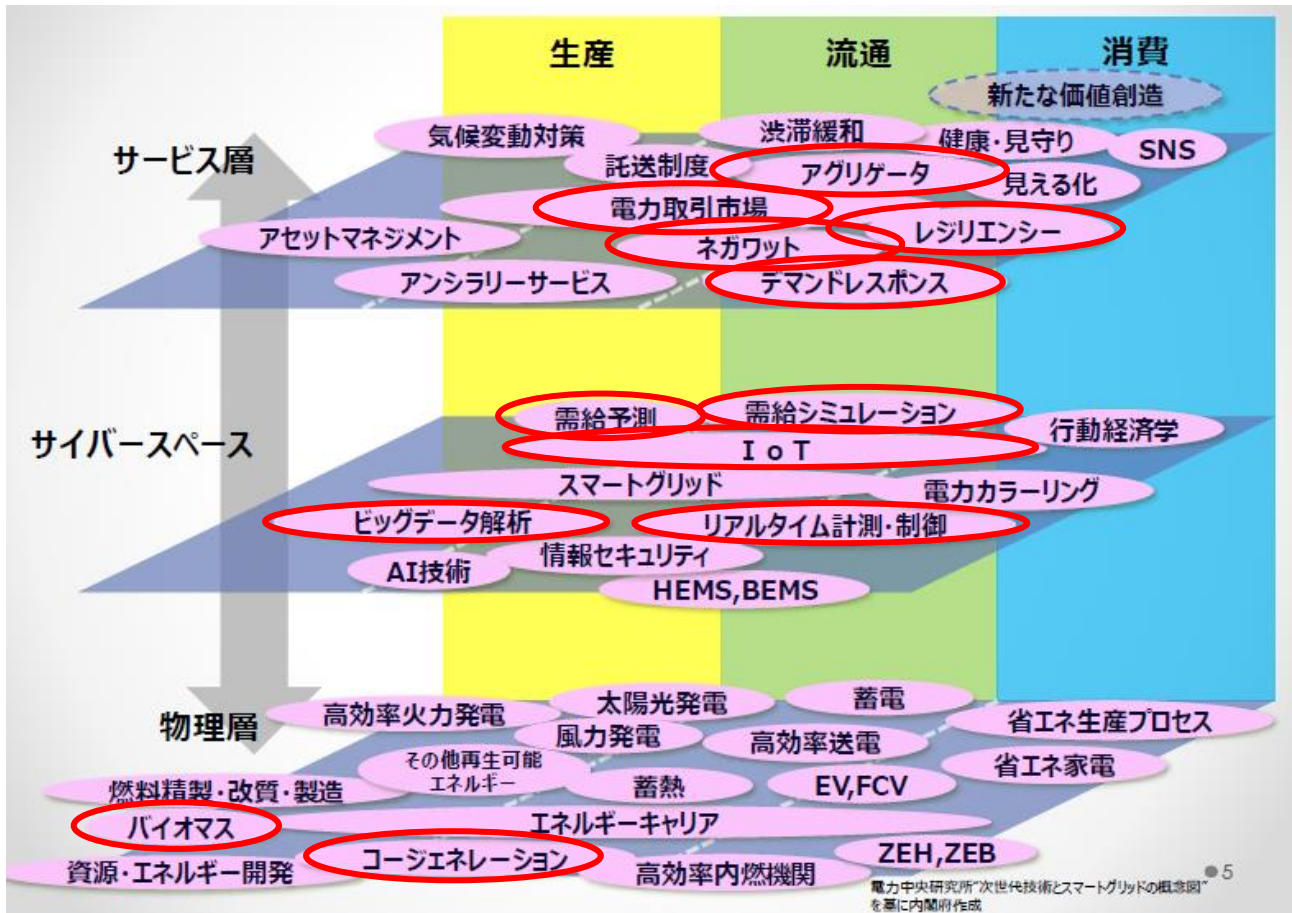 生産
流通
消費
新たな価値創造
サービス層
気候変動対策
渋滞緩和
健康・見守り
SNS
託送制度
アグリゲータ
見える化
電力取引市場
アセットマネジメント
ネガワット
レジリエンシー
アンシラリーサービス
デマンドレスポンス
サイバースペース
需給予測
需給シミュレーション
行動経済学
IoT
スマートグリッド
電力カラーリング
ビッグデータ解析
リアルタイム計測・制御
情報セキュリティ
AI技術
HEMS,BEMS
物理層
高効率火力発電
太陽光発電
蓄電
省エネ生産プロセス
風力発電
高効率送電
その他再生可能
エネルギー
省エネ家電
燃料精製・改質・製造
蓄熱
EV,FCV
バイオマス
エネルギーキャリア
資源・エネルギー開発
コージェネレーション
高効率内燃機関
ZEH,ZEB
電力中央研究所“次世代技術とスマートグリッドの概念図”
を基に内閣府作成
●5